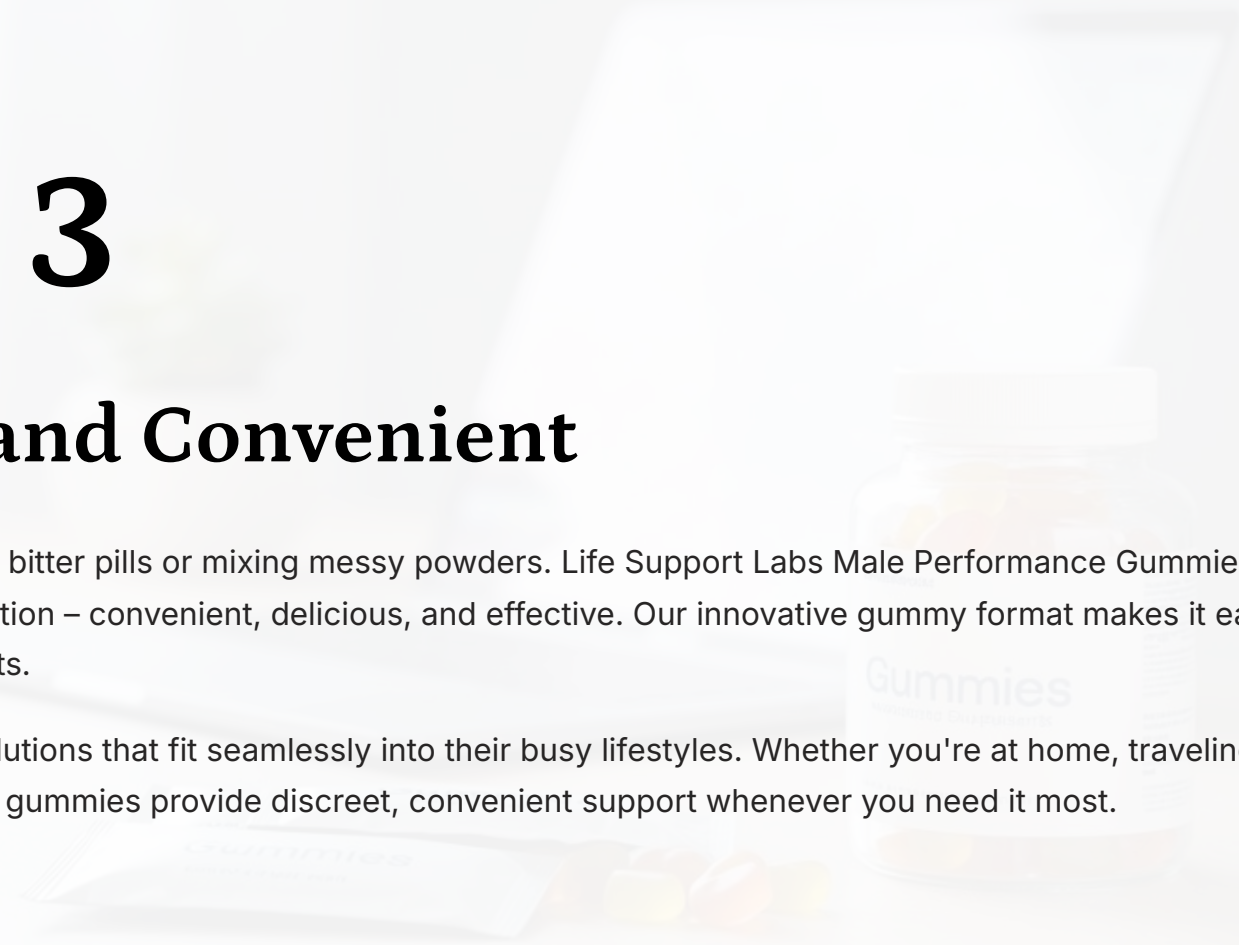 3
and Convenient
bitter pills or mixing messy powders. Life Support Labs Male Performance Gummie
tion – convenient, delicious, and effective. Our innovative gummy format makes it ea
ts.
lutions that fit seamlessly into their busy lifestyles. Whether you're at home, traveling
gummies provide discreet, convenient support whenever you need it most.
Gummies